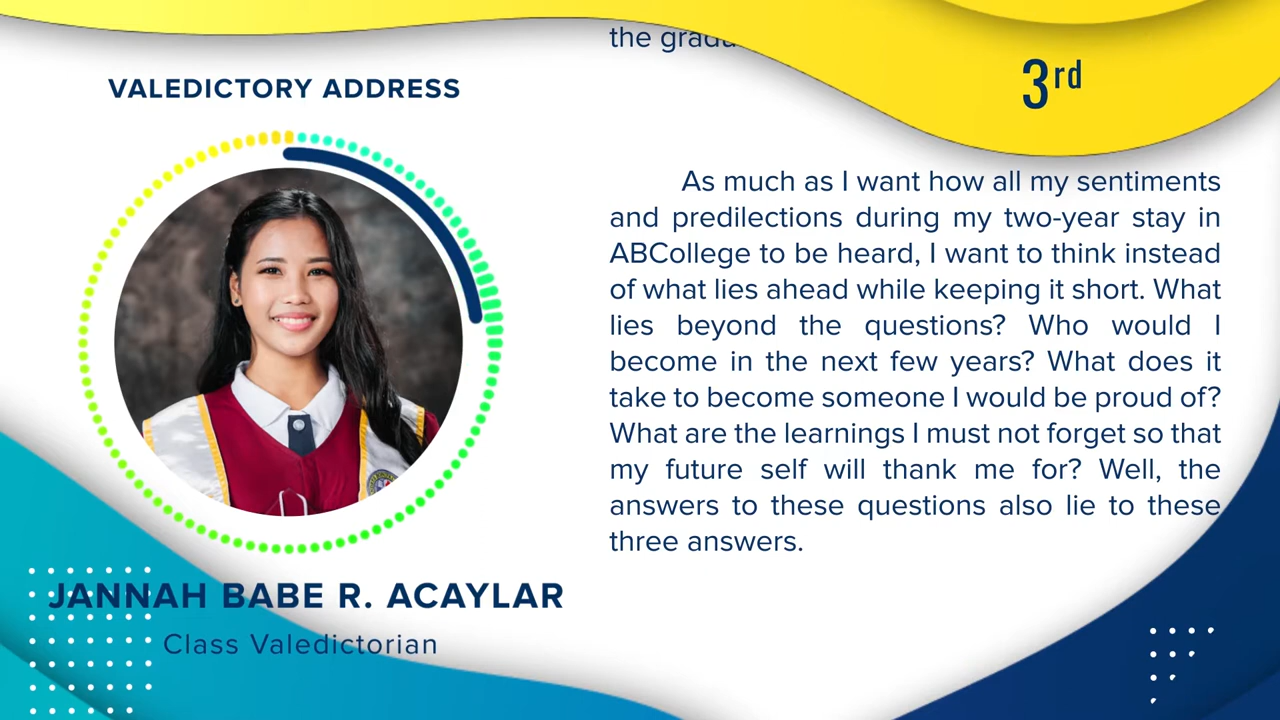 VALEDICTORY ADDRESS
JANNAH BABE R. ACAYLAR
Class Valedictorian
the
3rd
As much as I want how all my sentiments
and predilections during my two-year stay in
ABCollege to be heard, I want to think instead
of what lies ahead while keeping it short. What
lies beyond the questions? Who would I
become in the next few years? What does it
take to become someone I would be proud of?
What are the learnings I must not forget so that
my future self will thank me for? Well, the
answers to these questions also lie to these
three answers.